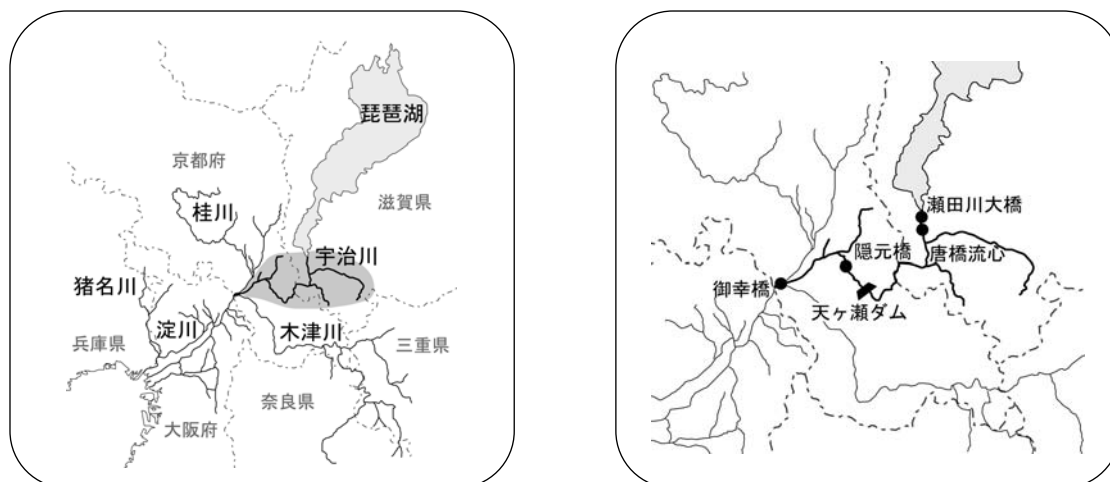 琵琶湖
京都府
滋賀県
桂川
宇治川
猪名川
淀川
木津川
兵庫県
三重県
奈良県
大阪府
瀬田川大橋
隠元橋
唐橋流心
御幸橋
天ヶ瀬ダム